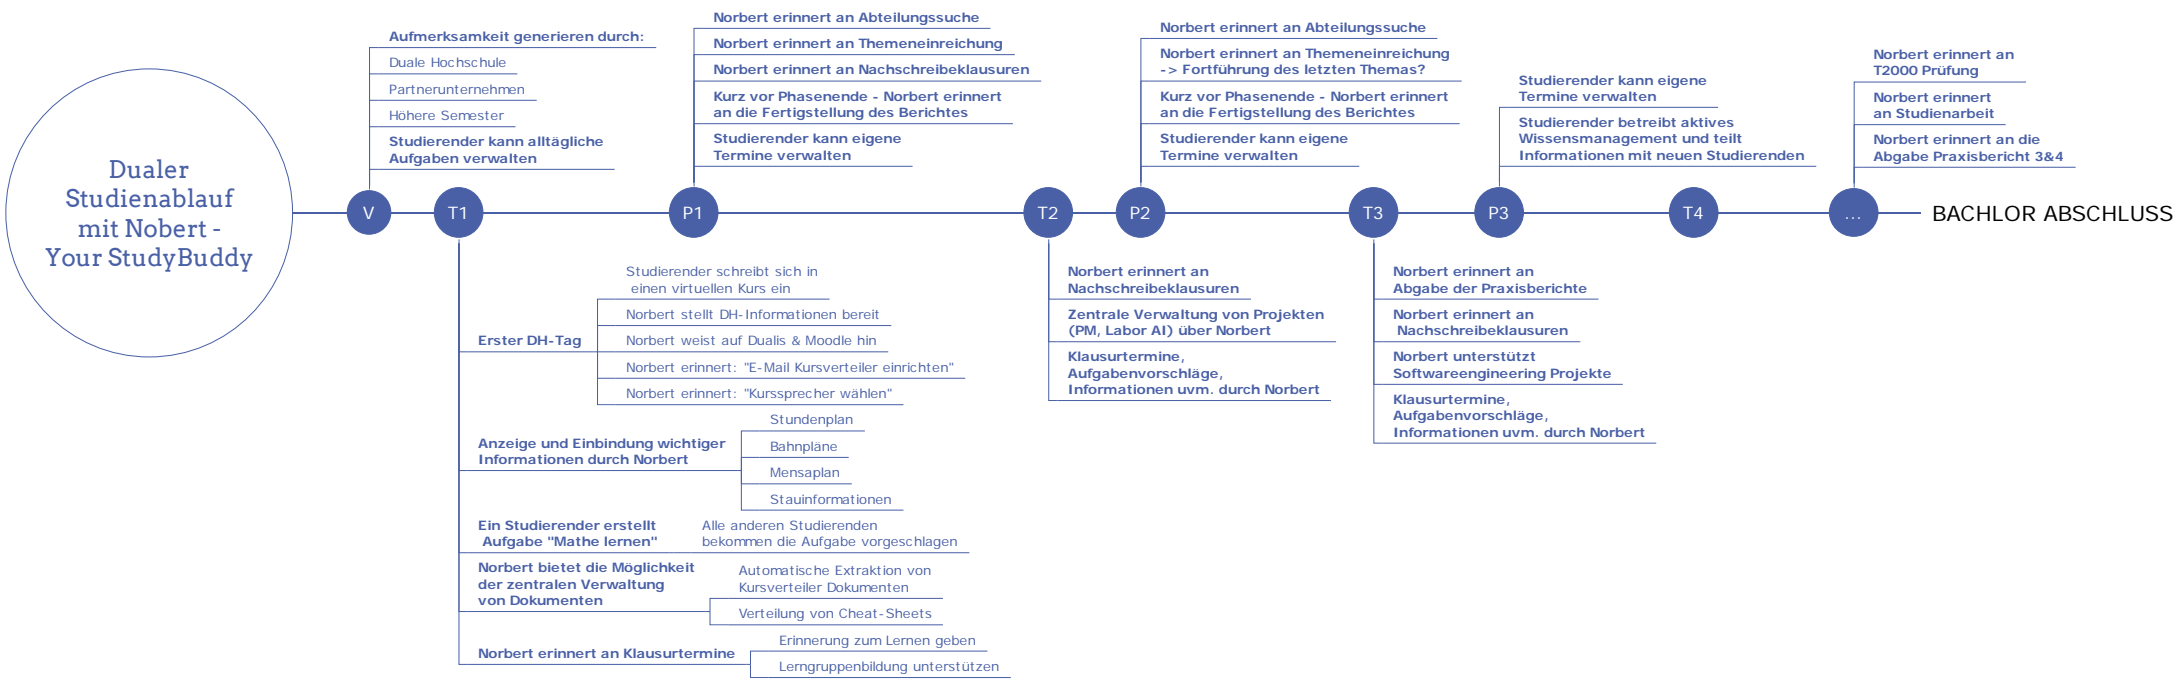 Dualer
Studienablauf
mit Nobert -
Your StudyBuddy
Aufmerksamkeit generieren durch:
Duale Hochschule
Partnerunternehmen
Höhere Semester
Studierender kann alltägliche
Aufgaben verwalten
V
T1
Erster DH-Tag
Studierender schreibt sich in
einen virtuellen Kurs ein
Norbert stellt DH-Informationen bereit
Norbert weist auf Dualis & Moodle hin
Norbert erinnert: "E-Mail Kursverteiler einrichten"
Norbert erinnert: "Kurssprecher wählen"
Anzeige und Einbindung wichtiger
Informationen durch Norbert
Stundenplan
Bahnpläne
Mensaplan
Stauinformationen
Ein Studierender erstellt
Aufgabe "Mathe lernen"
Alle anderen Studierenden
bekommen die Aufgabe vorgeschlagen
Norbert bietet die Möglichkeit
der zentralen Verwaltung
von Dokumenten
Automatische Extraktion von
Kursverteiler Dokumenten
Verteilung von Cheat-Sheets
Norbert erinnert an Klausurtermine
Erinnerung zum Lernen geben
Lerngruppenbildung unterstützen
Norbert erinnert an Abteilungssuche
Norbert erinnert an Themeneinreichung
Norbert erinnert an Nachschreibeklausuren
Kurz vor Phasenende - Norbert erinnert
an die Fertigstellung des Berichtes
Studierender kann eigene
Termine verwalten
P1
T2
Norbert erinnert an
Nachschreibeklausuren
Zentrale Verwaltung von Projekten
(PM, Labor AI) über Norbert
Klausurtermine,
Aufgabenvorschläge,
Informationen uvm. durch Norbert
Norbert erinnert an Abteilungssuche
Norbert erinnert an Themeneinreichung
-> Fortführung des letzten Themas?
Kurz vor Phasenende - Norbert erinnert
an die Fertigstellung des Berichtes
Studierender kann eigene
Termine verwalten
P2
T3
Norbert erinnert an
Abgabe der Praxisberichte
Norbert erinnert an
Nachschreibeklausuren
Norbert unterstützt
Softwareengineering Projekte
Klausurtermine,
Aufgabenvorschläge,
Informationen uvm. durch Norbert
Studierender kann eigene
Termine verwalten
Studierender betreibt aktives
Wissensmanagement und teilt
Informationen mit neuen Studierenden
P3
T4
Norbert erinnert an
T2000 Prüfung
Norbert erinnert
an Studienarbeit
Norbert erinnert an die
Abgabe Praxisbericht 3&4
...
BACHLOR ABSCHLUSS